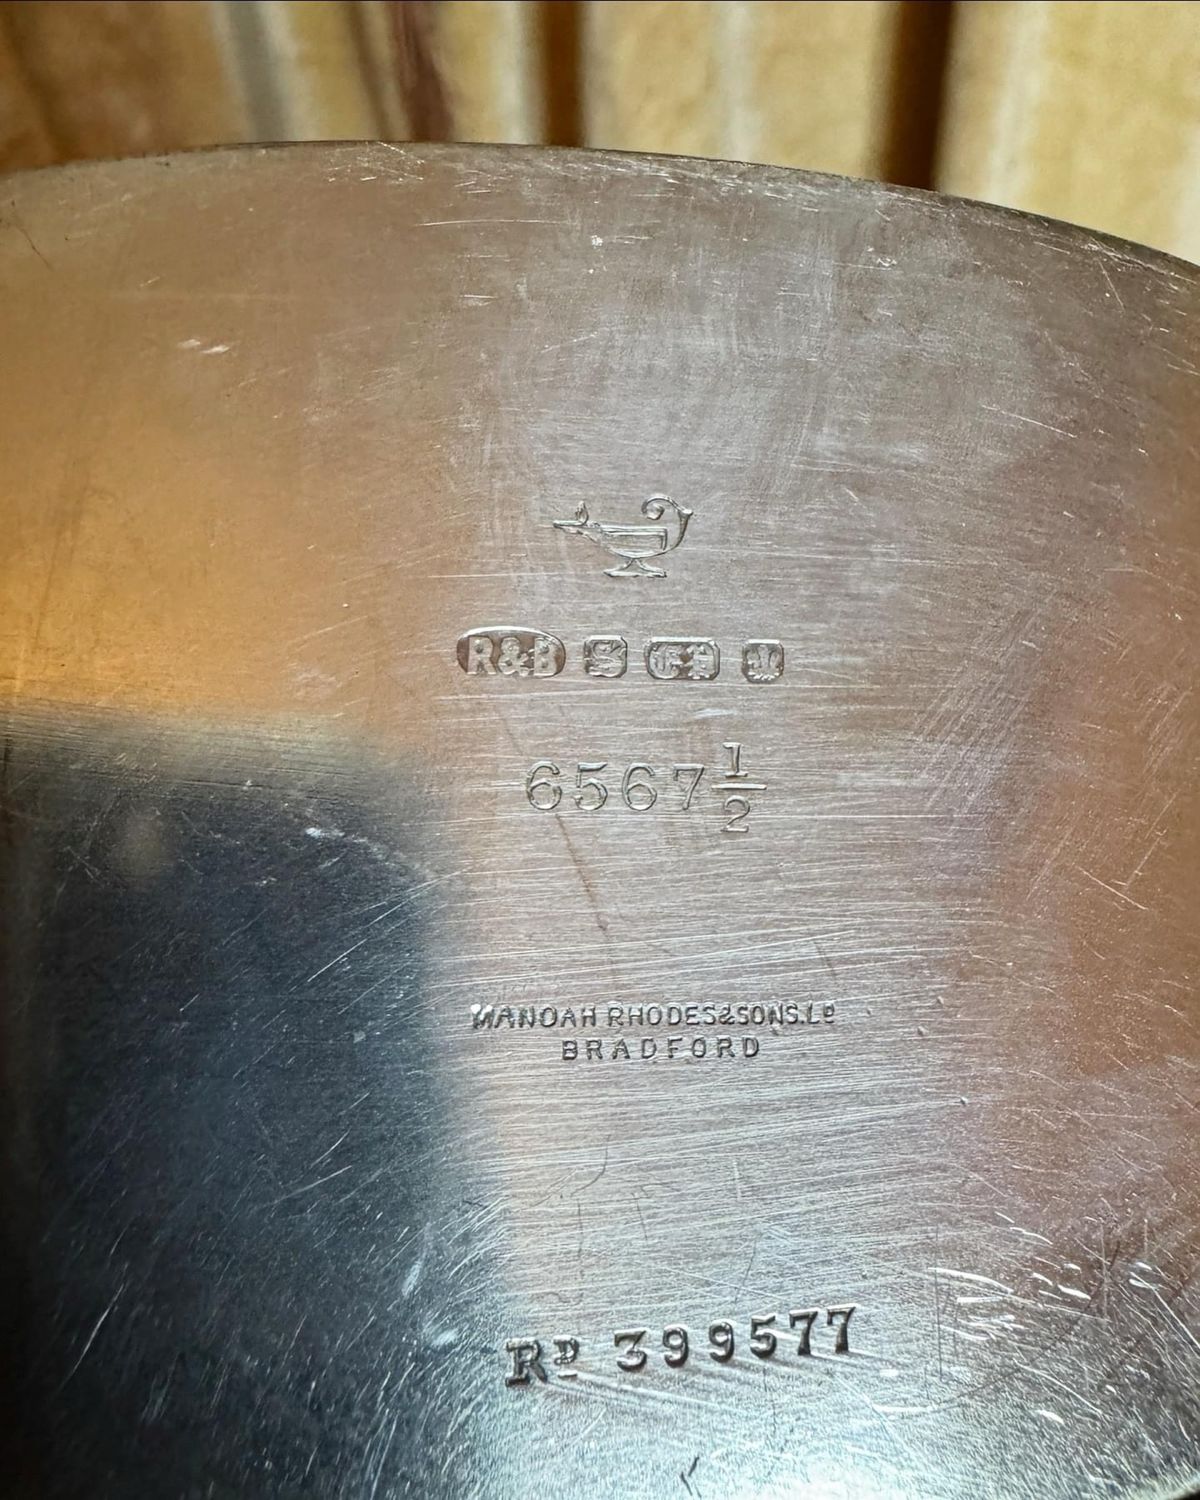 R&B S
6567 1/2
MANOAH RHODES&SONS.Lᴰ
BRADFORD
Rᴰ 399577